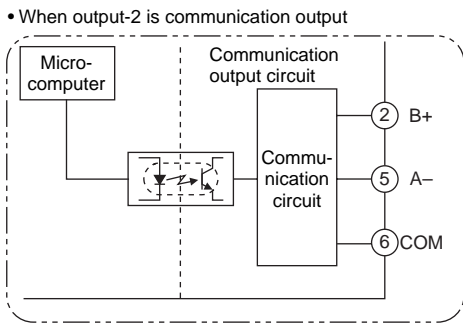 • When output-2 is communication output
Micro-
computer
Communication
output circuit
Commu-
nication
circuit
2 B+
5 A–
6 COM